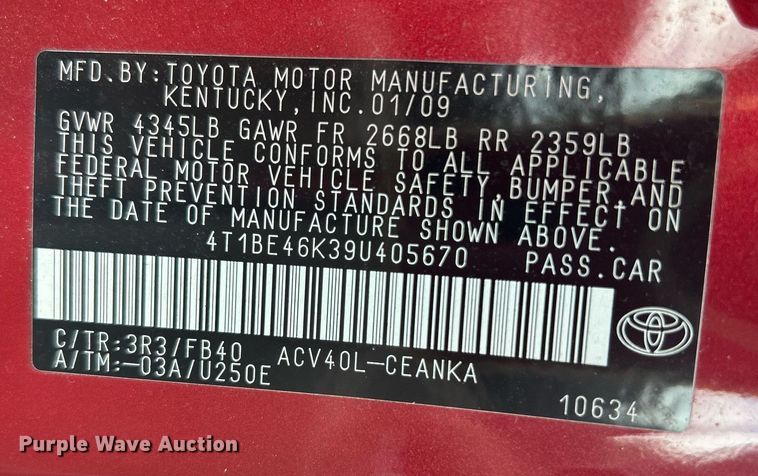 MFD.BY:TOYOTA MOTOR MANUFACTURING,
KENTUCKY,INC.01/09
GVWR 4345LB GAWR FR 2668LB RR 2359LB
THIS VEHICLE CONFORMS TO ALL APPLICABLE
FEDERAL MOTOR VEHICLE SAFETY,BUMPER,AND
THEFT PREVENTION STANDARDS IN EFFECT ON
THE DATE OF MANUFACTURE SHOWN ABOVE.
4T1BE46K39U405670 PASS.CAR
C/TR:3R3/FB40 ACV40L-CEANKA
A/TM:-03A/U250E
10634
Purple Wave Auction